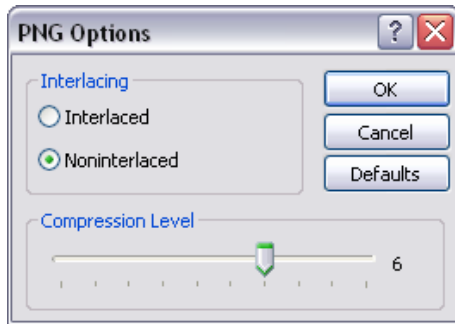 PNG Options
?
Interlacing
Interlaced
Noninterlaced
OK
Cancel
Defaults
Compression Level
6